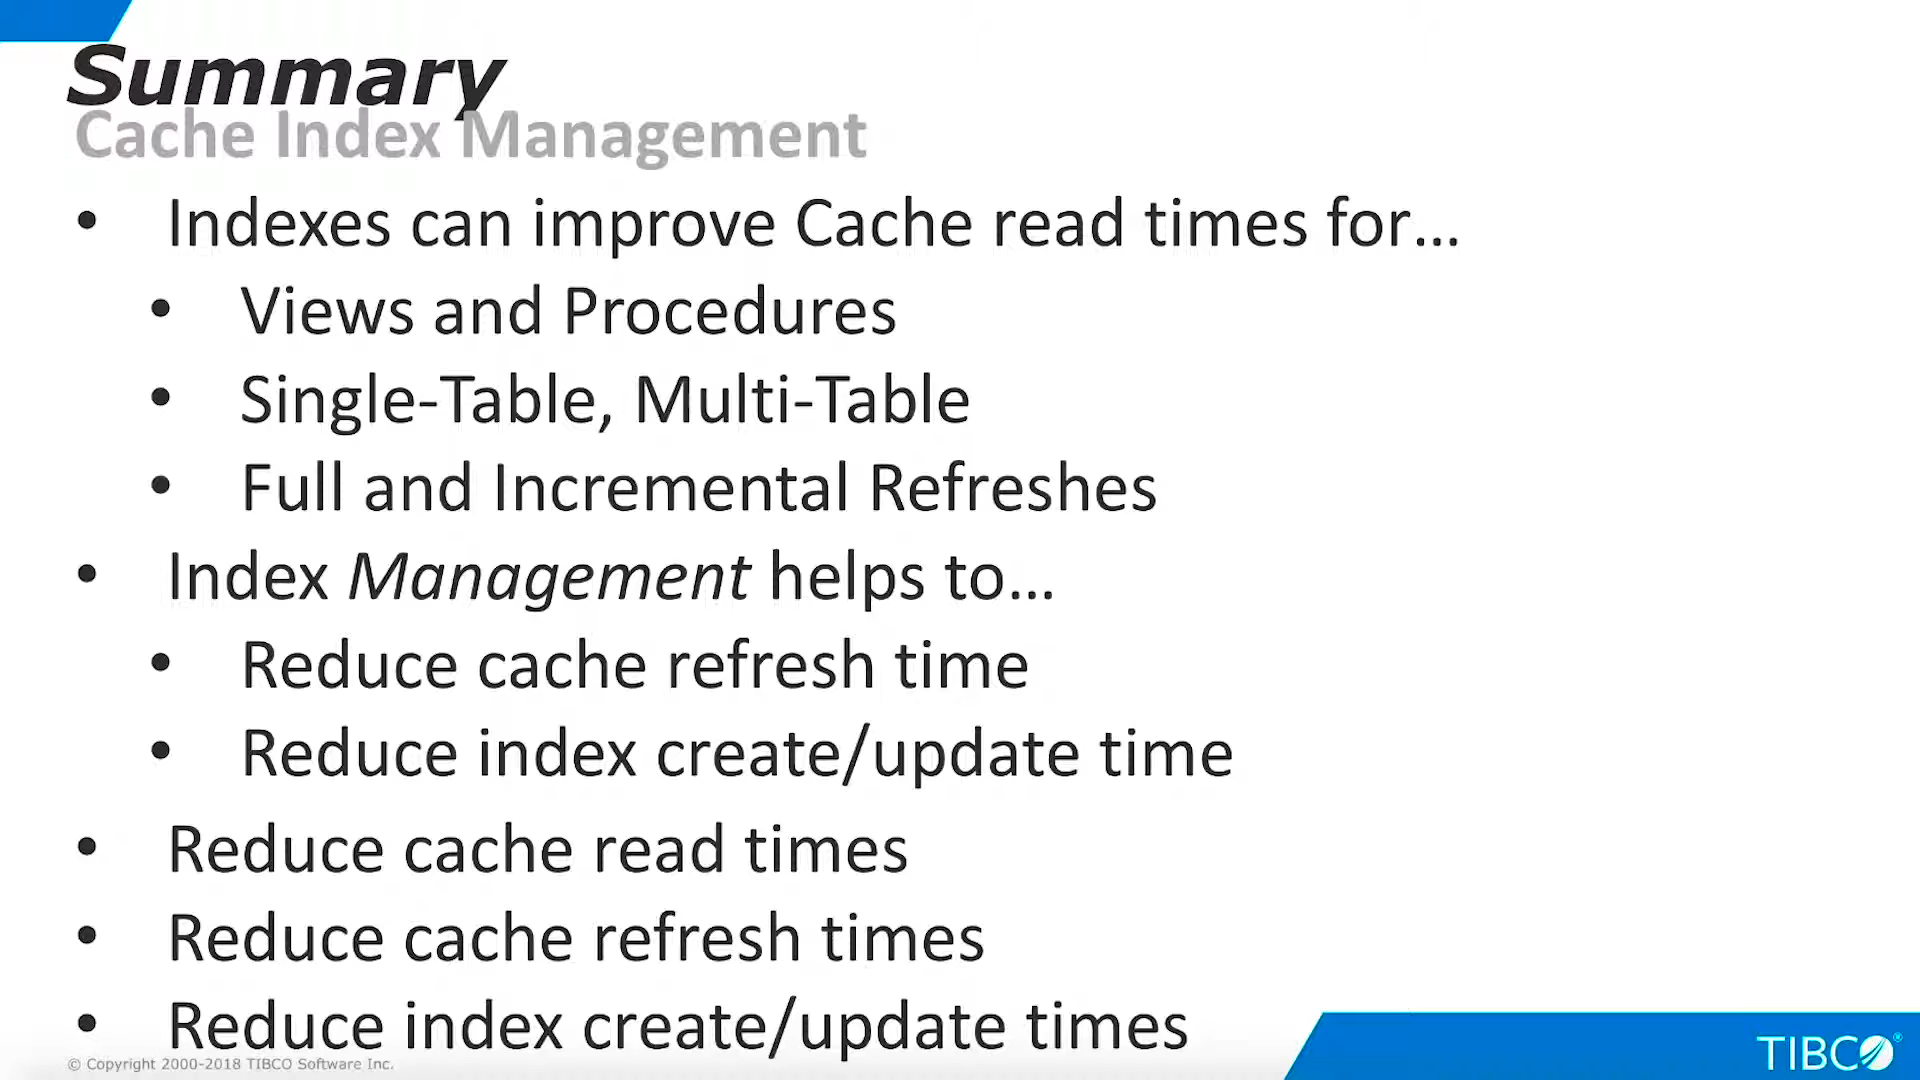 Summary
Cache Index Management
• Indexes can improve Cache read times for...
• Views and Procedures
• Single-Table, Multi-Table
• Full and Incremental Refreshes
• Index Management helps to...
• Reduce cache refresh time
• Reduce index create/update time
• Reduce cache read times
• Reduce cache refresh times
• Reduce index create/update times
© Copyright 2000-2018 TIBCO Software Inc.
TIBCO®